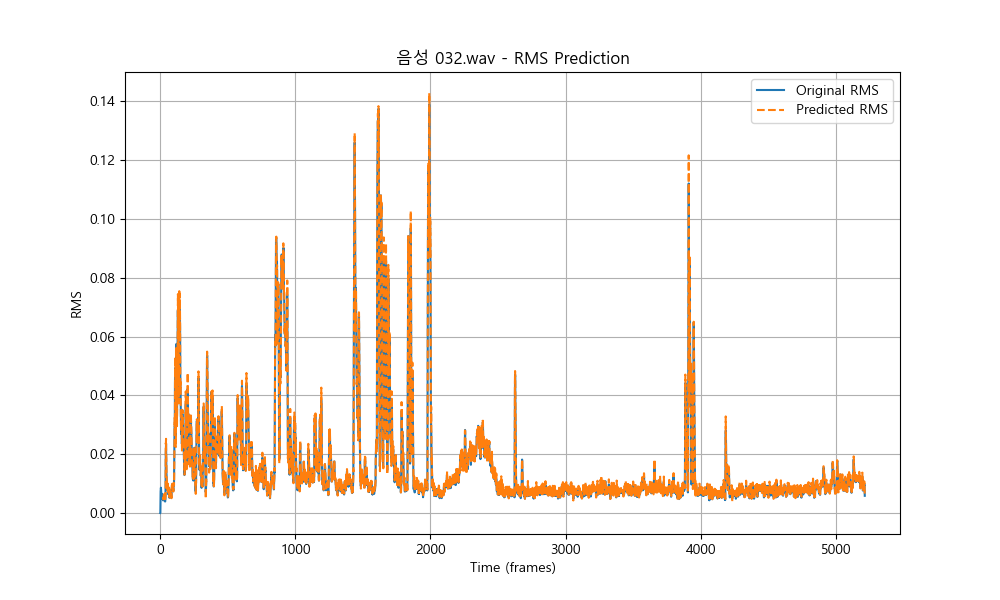 음성 032.wav - RMS Prediction
Original RMS
Predicted RMS
RMS
0.14
0.12
0.10
0.08
0.06
0.04
0.02
0.00
0
1000
2000
3000
4000
5000
Time (frames)